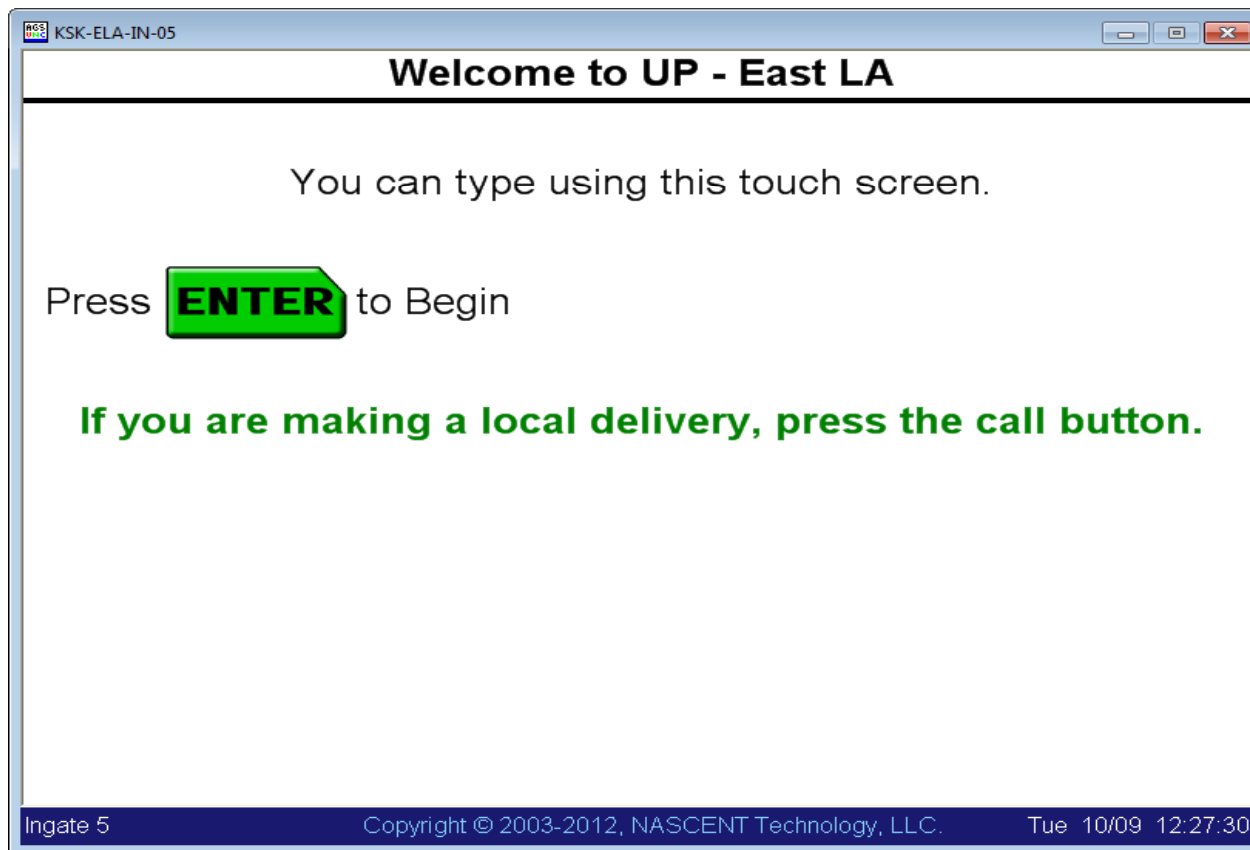 AGS
VNC
KSK-ELA-IN-05
Welcome to UP - East LA
You can type using this touch screen.
Press ENTER to Begin
If you are making a local delivery, press the call button.
Ingate 5 Copyright © 2003-2012, NASCENT Technology, LLC. Tue 10/09 12:27:30